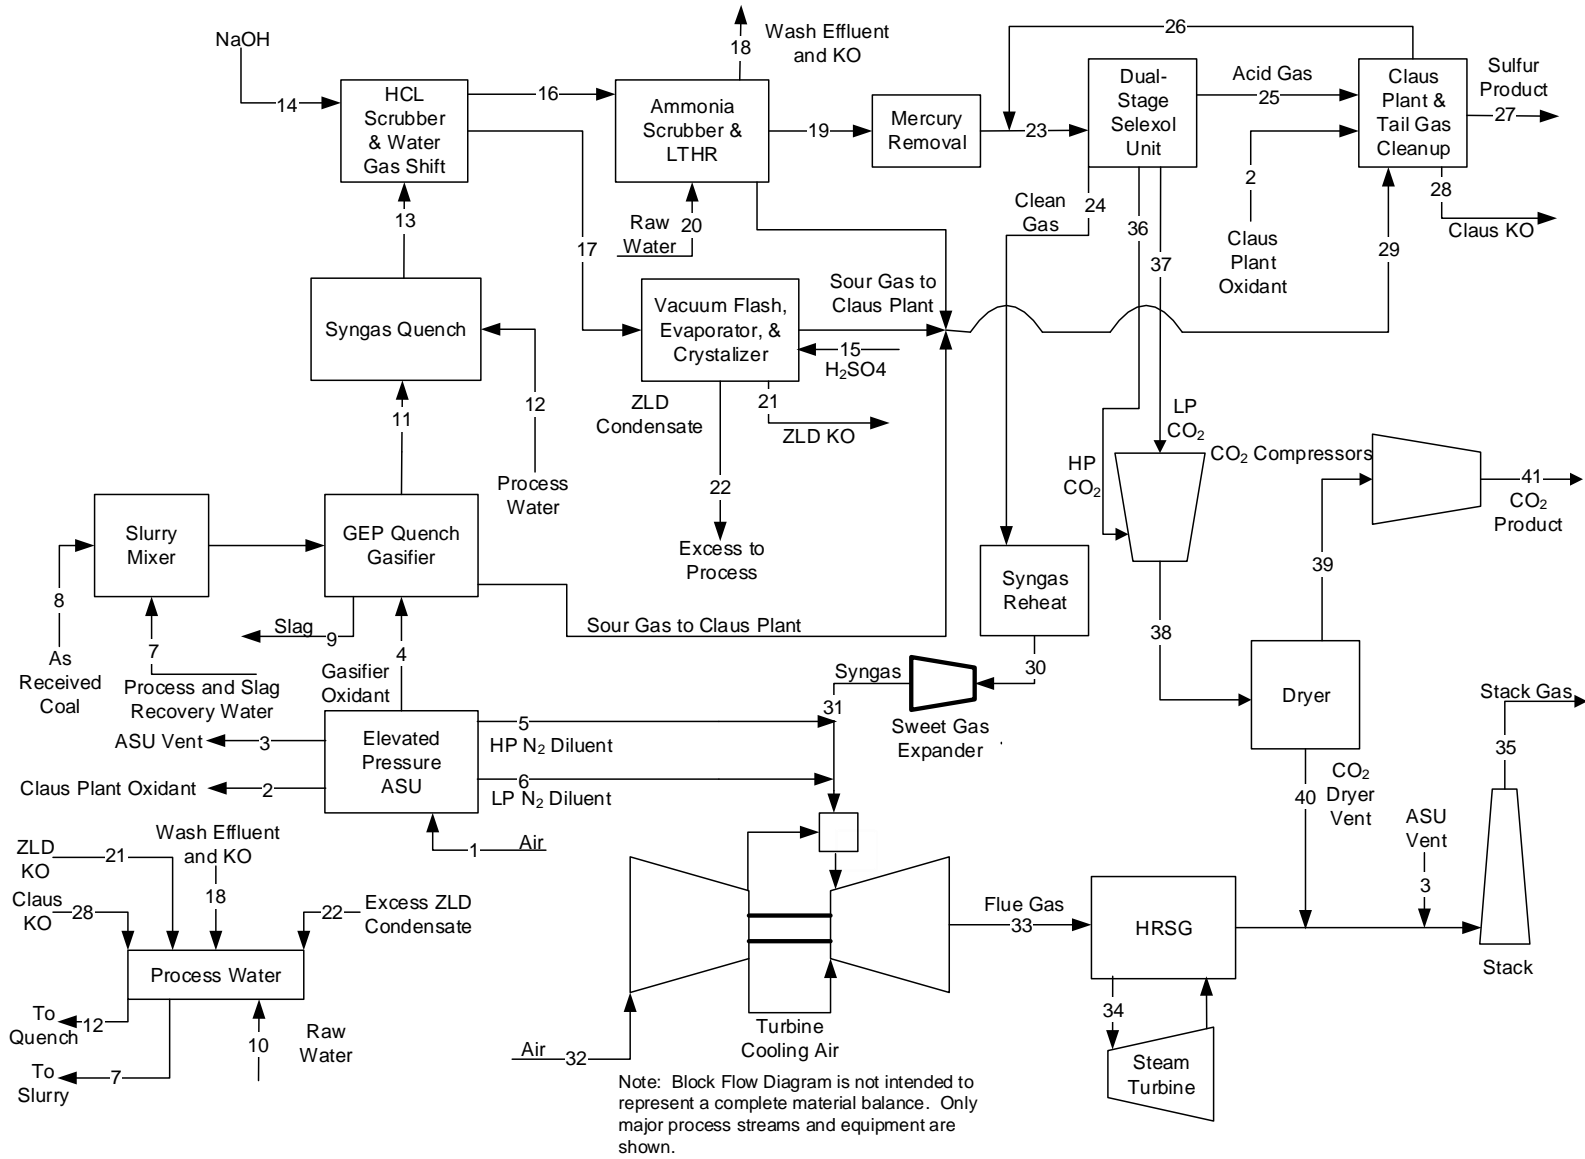 NaOH
14
HCL
Scrubber
& Water
Gas Shift
16
17
13
Ammonia
Scrubber &
LTHR
18
Wash Effluent
and KO
19
Raw
Water
20
Mercury
Removal
23
26
Dual-
Stage
Selexol
Unit
Acid Gas
25
Claus
Plant &
Tail Gas
Cleanup
Sulfur
Product
27
28
Claus KO
2
Claus
Plant
Oxidant
29
Clean
Gas
24
36
37
Syngas Quench
12
Process
Water
11
Vacuum Flash,
Evaporator, &
Crystalizer
Sour Gas to
Claus Plant
15
H2SO4
ZLD
Condensate
21
ZLD KO
22
Excess to
Process
LP
CO2
HP
CO2
CO2 Compressors
41
CO2
Product
39
38
Slurry
Mixer
8
As
Received
Coal
7
Process and Slag
Recovery Water
GEP Quench
Gasifier
Slag
9
4
Gasifier
Oxidant
Sour Gas to Claus Plant
Syngas
Reheat
30
Syngas
31
Sweet Gas
Expander
Dryer
CO2
Dryer
Vent
40
ASU
Vent
3
Stack Gas
35
Stack
ASU Vent
3
Claus Plant Oxidant
2
Elevated
Pressure
ASU
5
HP N2 Diluent
6
LP N2 Diluent
1
Air
ZLD
KO
21
Wash Effluent
and KO
18
Claus
KO
28
22
Excess ZLD
Condensate
Process Water
To
Quench
12
To
Slurry
7
10
Raw
Water
Air
32
Turbine
Cooling Air
Flue Gas
33
HRSG
34
Steam
Turbine
Note: Block Flow Diagram is not intended to
represent a complete material balance. Only
major process streams and equipment are
shown.